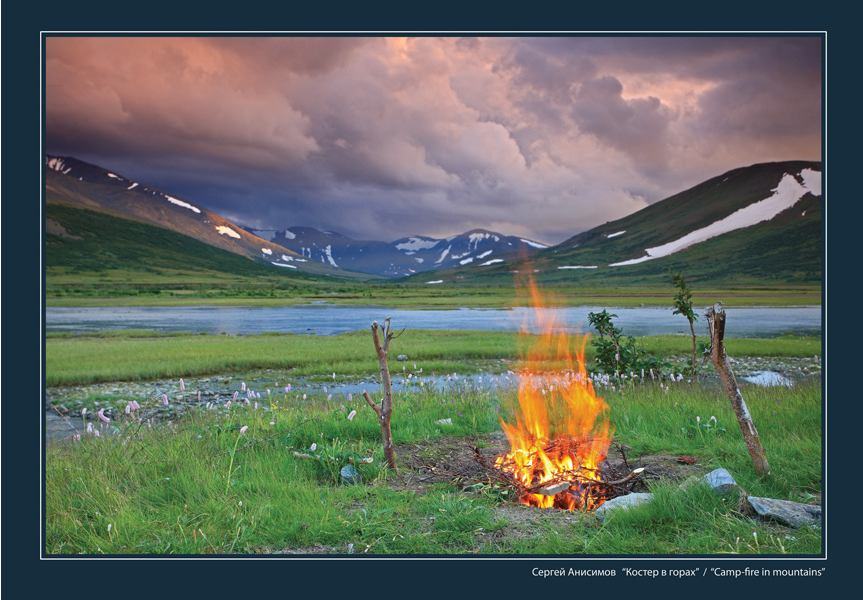 Сергей Анисимов "Костер в горах" / "Camp-fire in mountains"